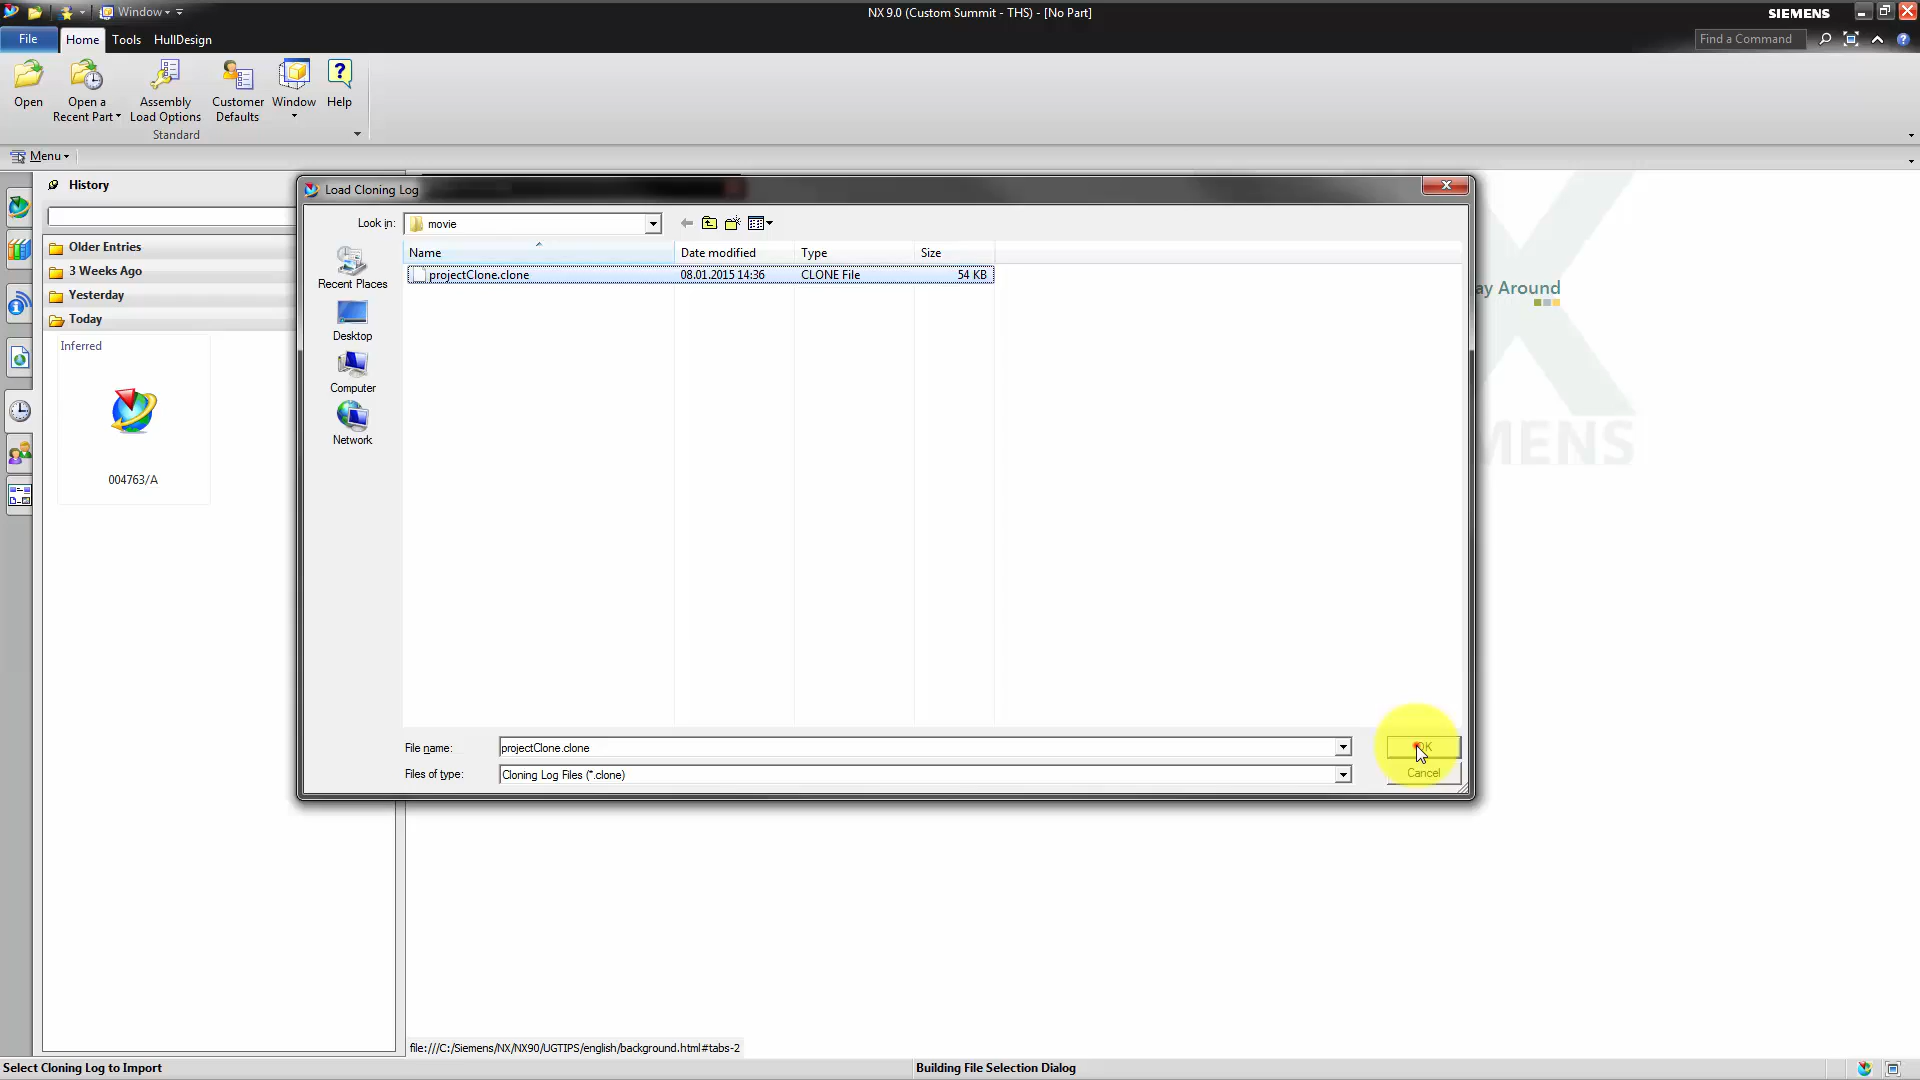 Window
NX 9.0 (Custom Summit - THS) - [No Part]
SIEMENS
File
Home
Tools
HullDesign
Find a Command
Open
Open a
Recent Part
Assembly
Load Options
Customer
Defaults
Window
Help
Standard
Menu
History
Older Entries
3 Weeks Ago
Yesterday
Today
Inferred
004763/A
Load Cloning Log
Look in:
movie
Recent Places
Desktop
Computer
Network
Name
Date modified
Type
Size
projectClone.clone
08.01.2015 14:36
CLONE File
54 KB
File name:
projectClone.clone
OK
Files of type:
Cloning Log Files (*.clone)
Cancel
ay Around
MENS
file:///C:/Siemens/NX/NX90/UGTIPS/english/background.html#tabs-2
Select Cloning Log to Import
Building File Selection Dialog